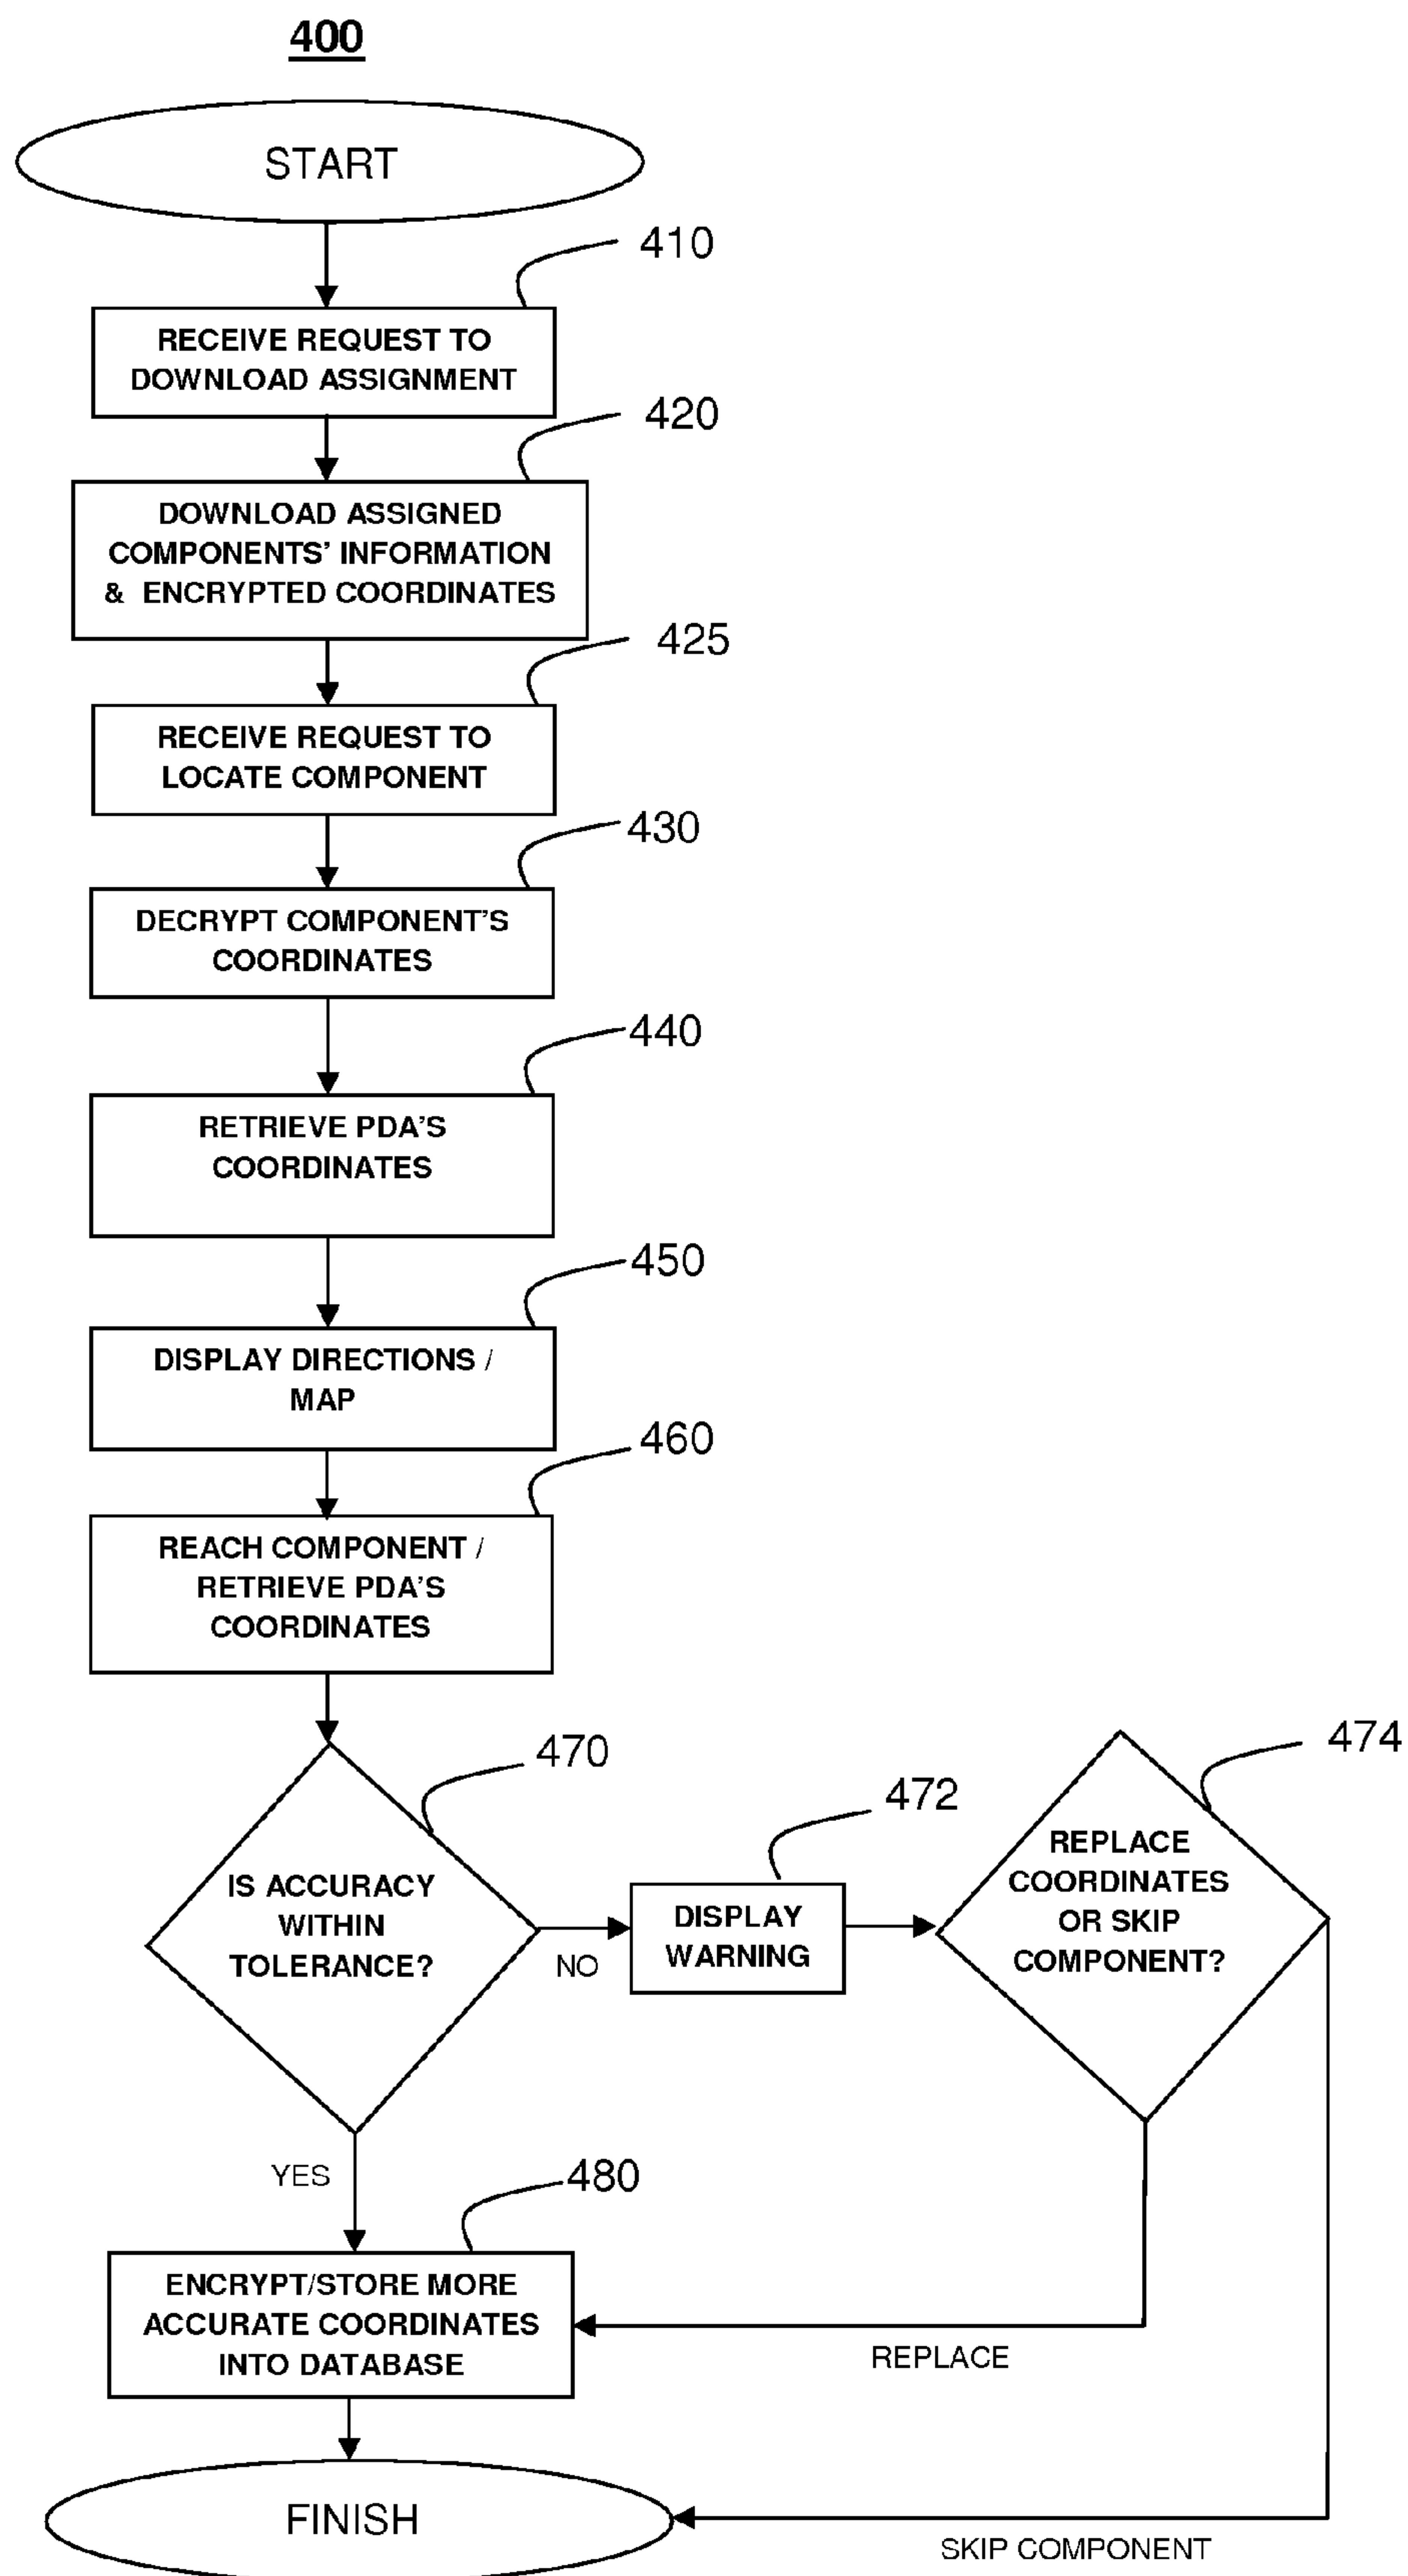 400
START
410
RECEIVE REQUEST TO
DOWNLOAD ASSIGNMENT
420
DOWNLOAD ASSIGNED
COMPONENTS' INFORMATION
& ENCRYPTED COORDINATES
425
RECEIVE REQUEST TO
LOCATE COMPONENT
430
DECRYPT COMPONENT'S
COORDINATES
440
RETRIEVE PDA'S
COORDINATES
450
DISPLAY DIRECTIONS /
MAP
460
REACH COMPONENT /
RETRIEVE PDA'S
COORDINATES
470
IS ACCURACY
WITHIN
TOLERANCE?
NO
472
DISPLAY
WARNING
474
REPLACE
COORDINATES
OR SKIP
COMPONENT?
YES
480
ENCRYPT/STORE MORE
ACCURATE COORDINATES
INTO DATABASE
REPLACE
FINISH
SKIP COMPONENT